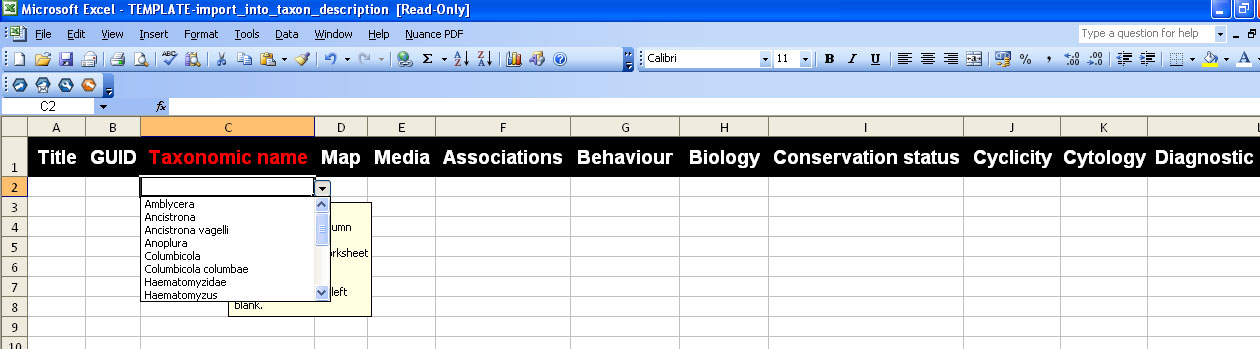 Microsoft Excel - TEMPLATE-import_into_taxon_description [Read-Only]
File Edit View Insert Format Tools Data Window Help Nuance PDF Type a question for help
Calibri 11 B I U % ,
C2 fx
A B C D E F G H I J K L
1 Title GUID Taxonomic name Map Media Associations Behaviour Biology Conservation status Cyclicity Cytology Diagnostic
2
3 Amblycera
Ancistrona
4 Ancistrona vagelli umn
Anoplura
5 Columbicola orksheet
6 Columbicola columbae
Haematomyzidae
7 Haematomyzus left
8 blank.
9
10